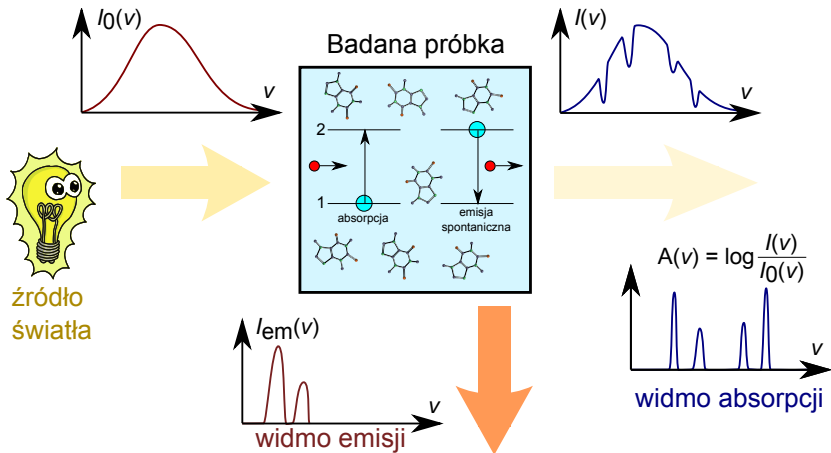 I0(v)
v
Badana próbka
I(v)
v
2
1
absorpcja
emisja
spontaniczna
źródło
światła
A(v) = log I(v)/I0(v)
v
widmo absorpcji
Iem(v)
v
widmo emisji